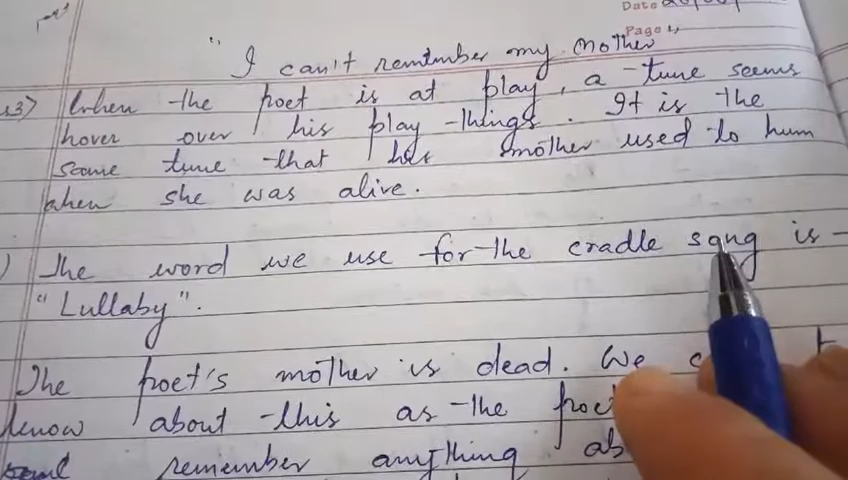 Date
Page
"I can't remember my mother
When the poet is at play, a tune seems
hover over his play-things. It is the
same tune that his mother used to hum
when she was alive.
The word we use for the cradle song is -
"Lullaby".
The poet's mother is dead. We
know about this as the
remember anything